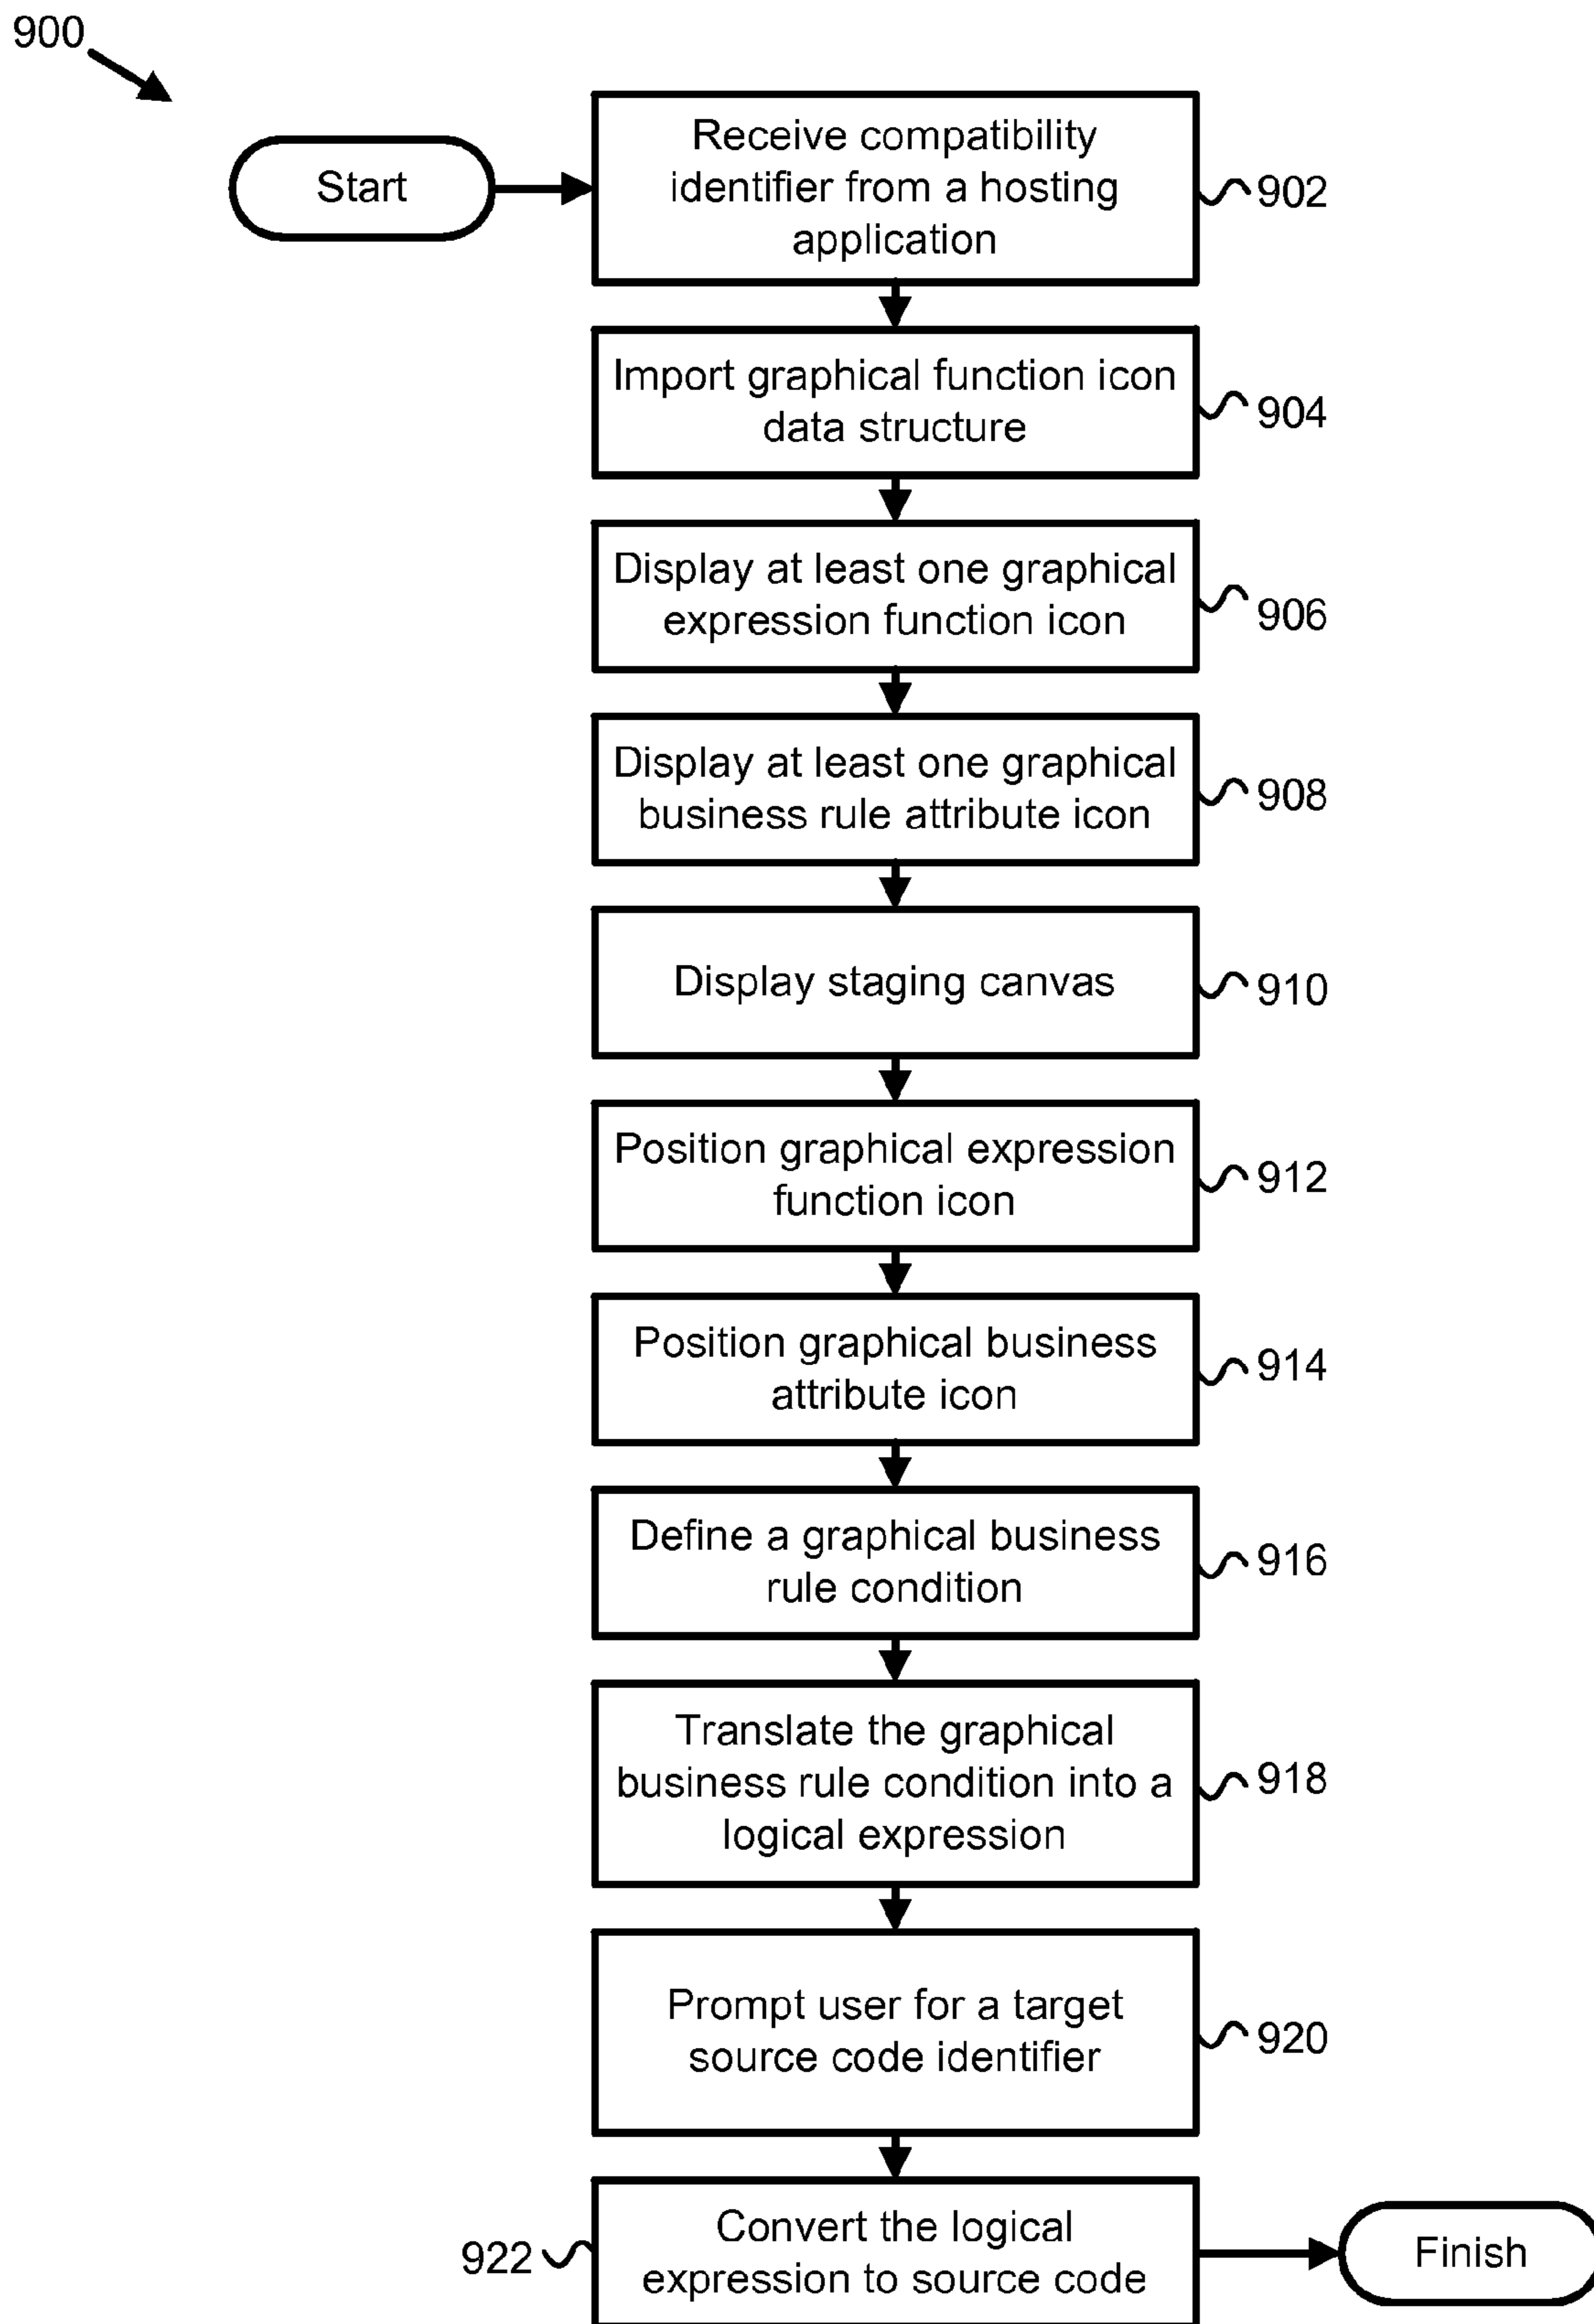 900
Start
Receive compatibility
identifier from a hosting
application
902
Import graphical function icon
data structure
904
Display at least one graphical
expression function icon
906
Display at least one graphical
business rule attribute icon
908
Display staging canvas
910
Position graphical expression
function icon
912
Position graphical business
attribute icon
914
Define a graphical business
rule condition
916
Translate the graphical
business rule condition into a
logical expression
918
Prompt user for a target
source code identifier
920
Convert the logical
expression to source code
922
Finish